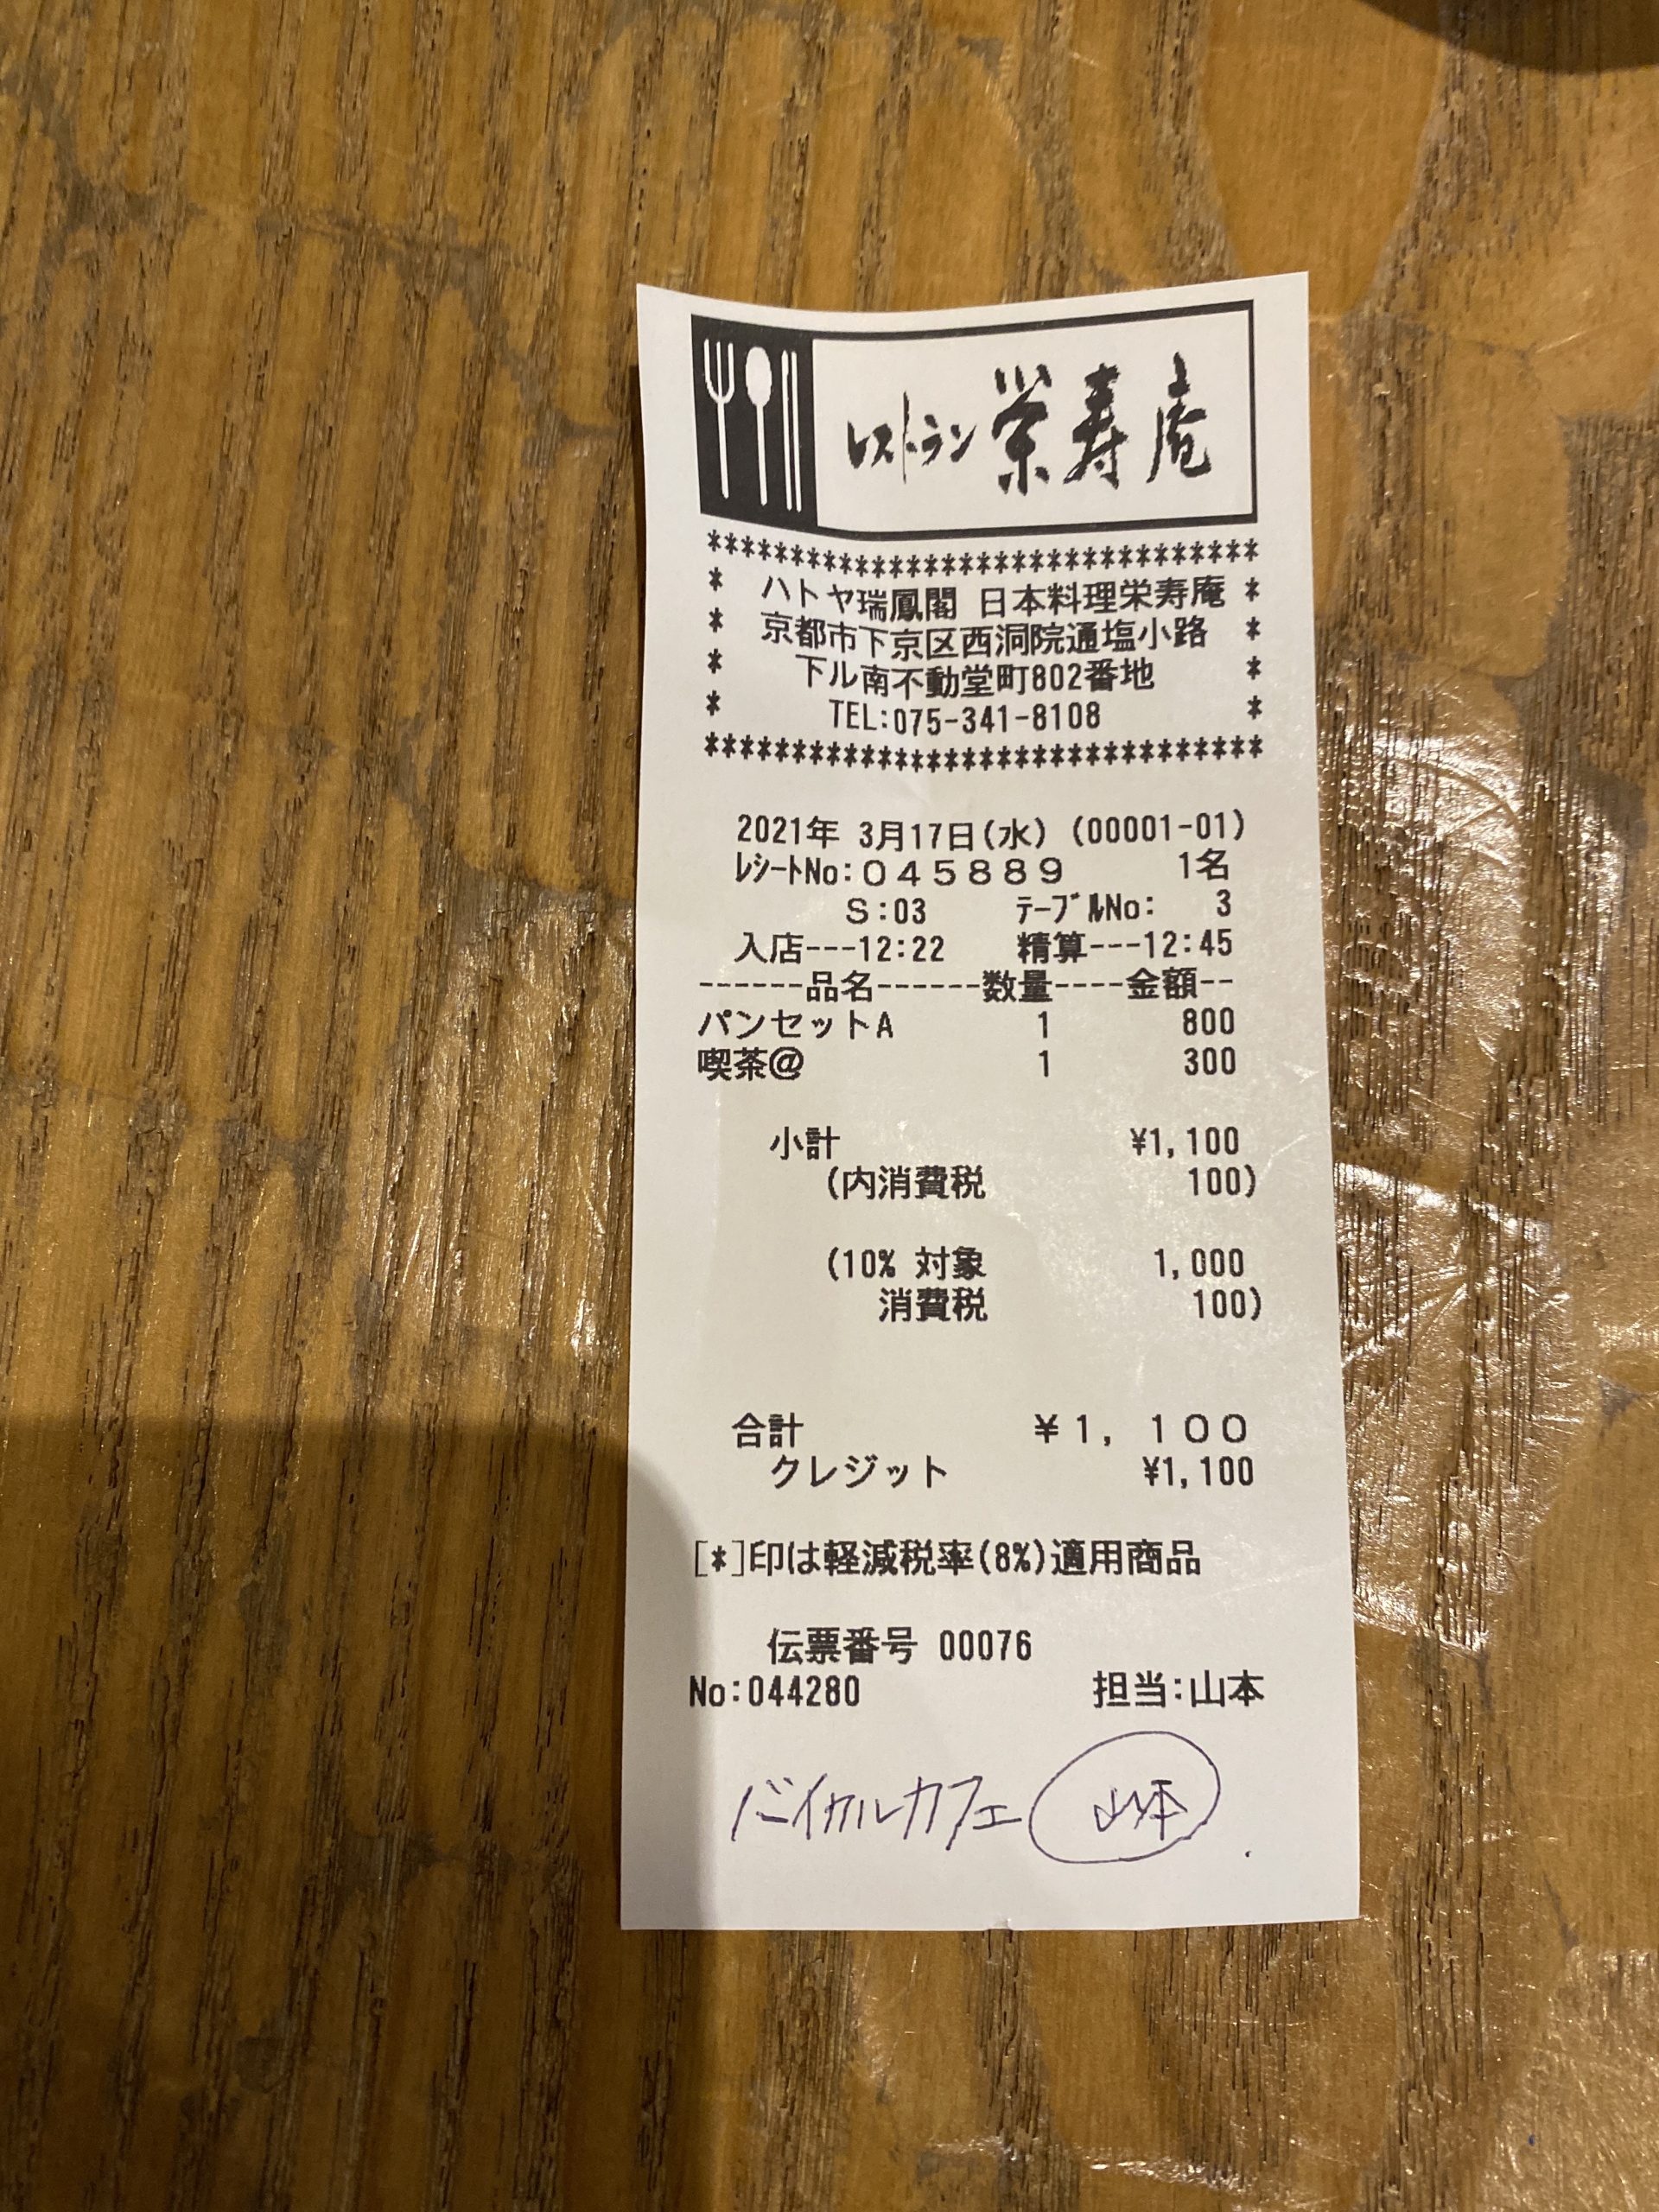 レストラン 栄寿庵
**********************************
* ハトヤ瑞鳳閣 日本料理栄寿庵 *
* 京都市下京区西洞院通塩小路 *
* 下ル南不動堂町802番地 *
* TEL:075-341-8108 *
**********************************
2021年 3月17日(水) (00001-01)
ﾚｼｰﾄNo:045889 1名
S:03 ﾃｰﾌﾞﾙNo: 3
入店---12:22 精算---12:45
------品名------数量----金額--
パンセットA 1 800
喫茶@ 1 300
小計 ¥1,100
(内消費税 100)
(10% 対象 1,000
消費税 100)
合計 ¥1,100
クレジット ¥1,100
[*]印は軽減税率(8%)適用商品
伝票番号 00076
No:044280 担当:山本
バイカルカフェ 山本